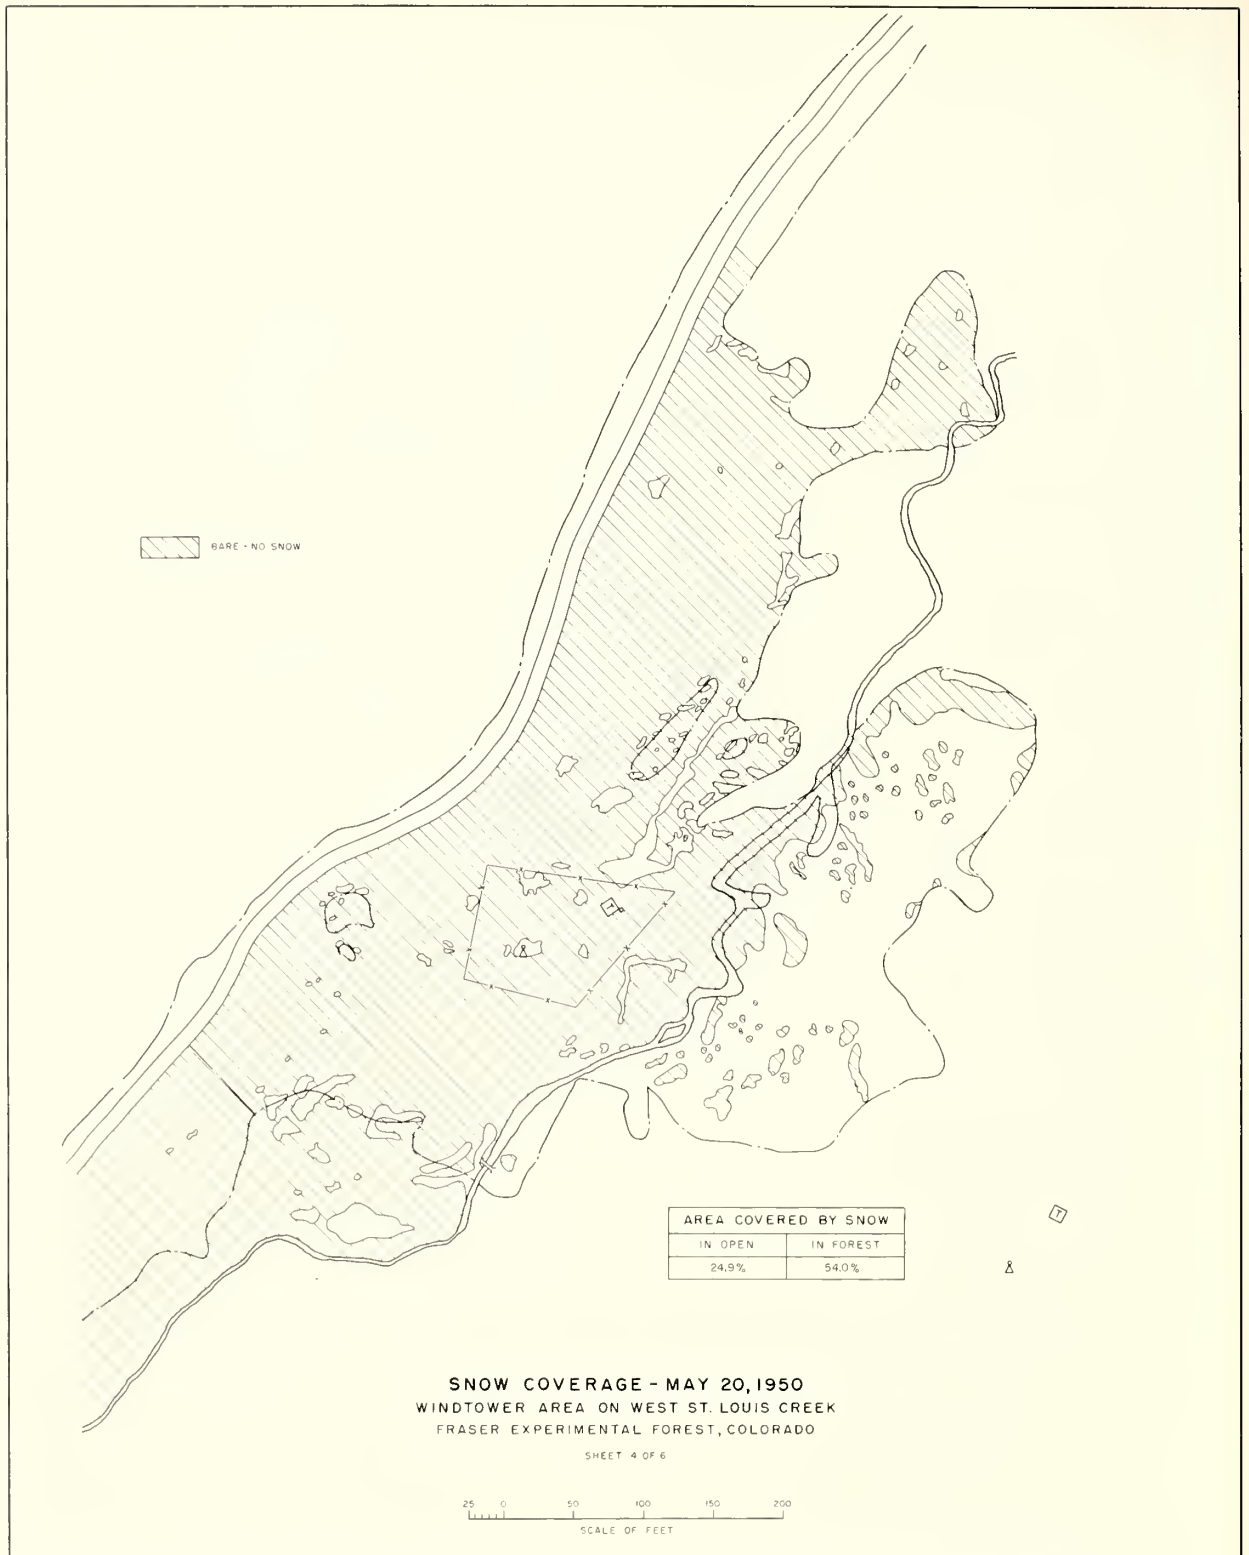 BARE - NO SNOW
T
T
AREA COVERED BY SNOW
IN OPEN IN FOREST
24.9% 54.0%
SNOW COVERAGE - MAY 20, 1950
WINDTOWER AREA ON WEST ST. LOUIS CREEK
FRASER EXPERIMENTAL FOREST, COLORADO
SHEET 4 OF 6
25 0 50 100 150 200
SCALE OF FEET